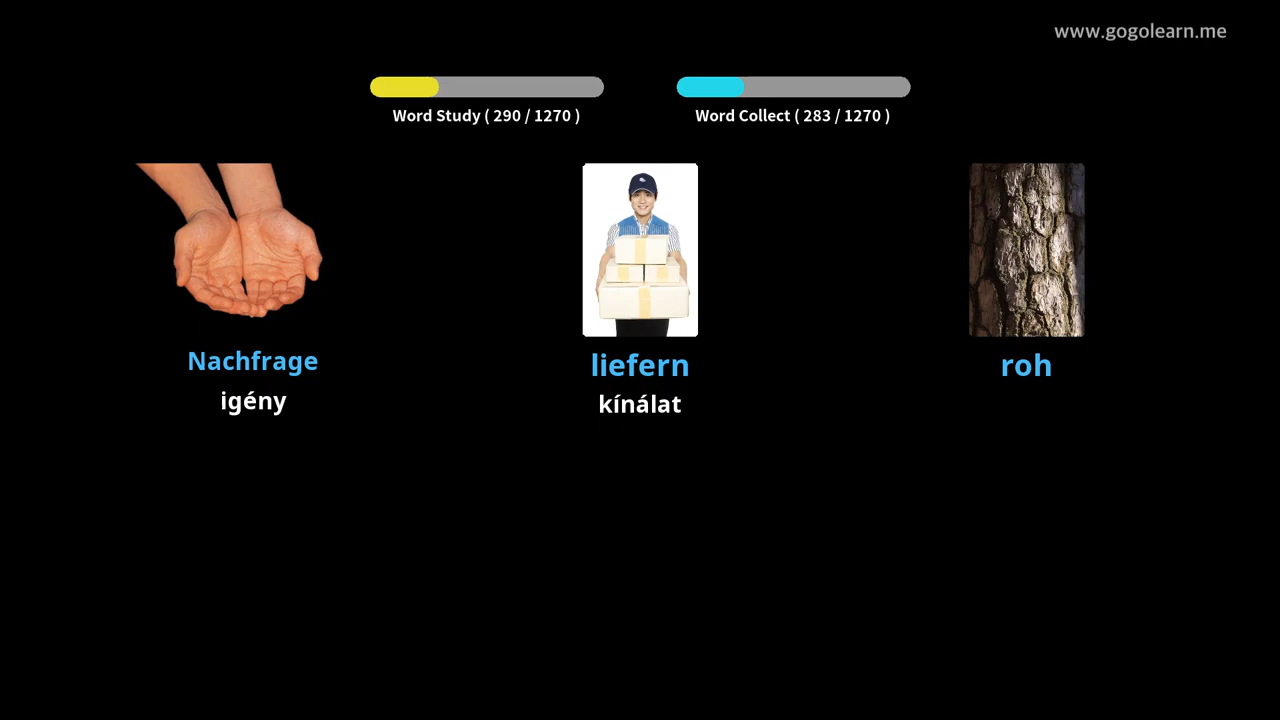 www.gogolearn.me
Word Study ( 290 / 1270 )
Word Collect ( 283 / 1270 )
Nachfrage
igény
liefern
kínálat
roh